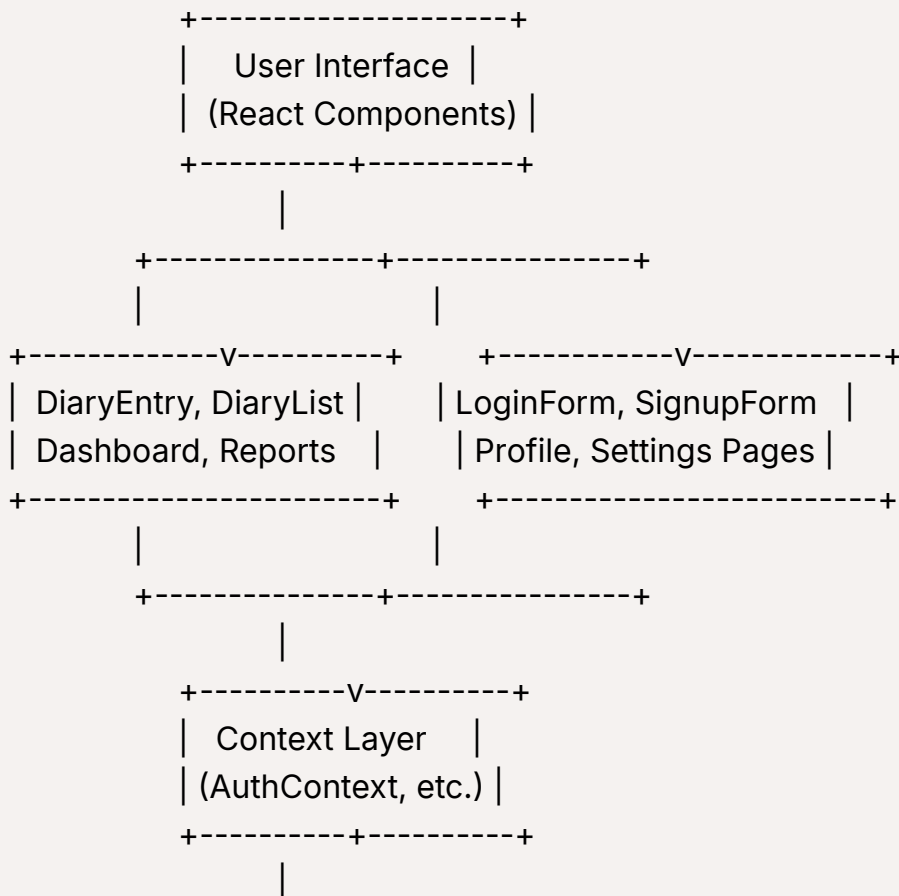 +---------------------+
|     User Interface  |
|  (React Components) |
+----------+----------+
|
+---------------+----------------+
|                              |
+-------------v----------+        +------------v-------------+
|  DiaryEntry, DiaryList |        | LoginForm, SignupForm   |
|  Dashboard, Reports    |        | Profile, Settings Pages |
+------------------------+        +--------------------------+
|                              |
+---------------+----------------+
|
+----------v----------+
|   Context Layer     |
| (AuthContext, etc.) |
+----------+----------+
|